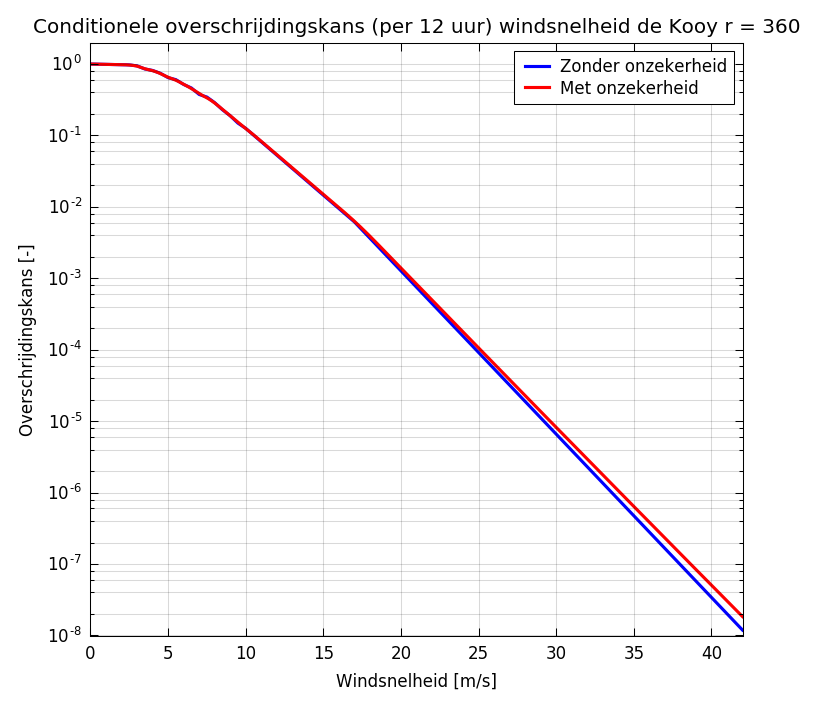 Conditionele overschrijdingskans (per 12 uur) windsnelheid de Kooy r = 360
Zonder onzekerheid
Met onzekerheid
10^0
10^-1
10^-2
10^-3
10^-4
10^-5
10^-6
10^-7
10^-8
Overschrijdingskans [-]
0 5 10 15 20 25 30 35 40
Windsnelheid [m/s]